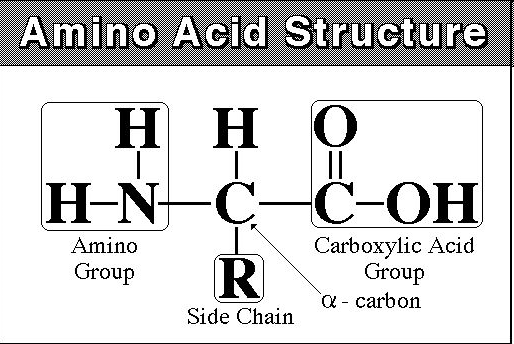 Amino Acid Structure
H H O
H N C C OH
Amino Group
Carboxylic Acid Group
R
α - carbon
Side Chain